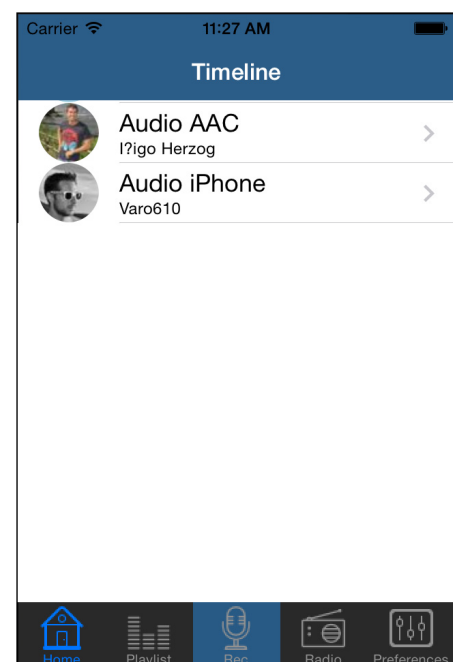 Carrier
11:27 AM
Timeline
Audio AAC
I?igo Herzog
Audio iPhone
Varo610
Home
Playlist
Rec
Radio
Preferences